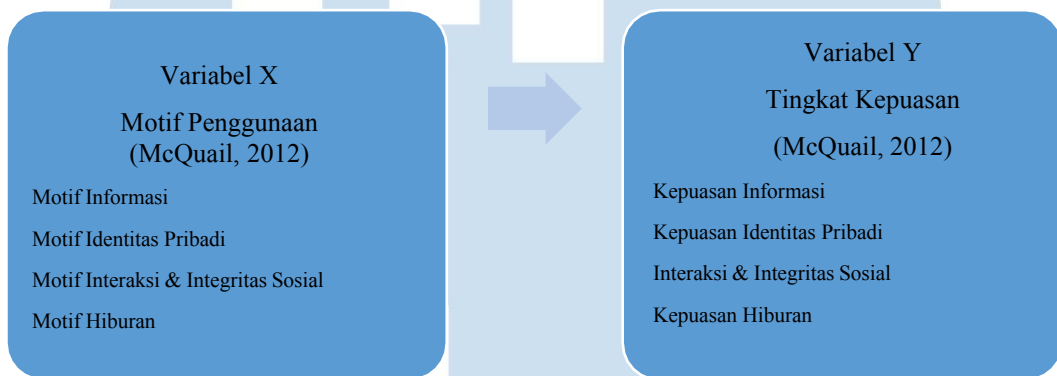 Variabel X
Motif Penggunaan
(McQuail, 2012)
Motif Informasi
Motif Identitas Pribadi
Motif Interaksi & Integritas Sosial
Motif Hiburan
Variabel Y
Tingkat Kepuasan
(McQuail, 2012)
Kepuasan Informasi
Kepuasan Identitas Pribadi
Interaksi & Integritas Sosial
Kepuasan Hiburan